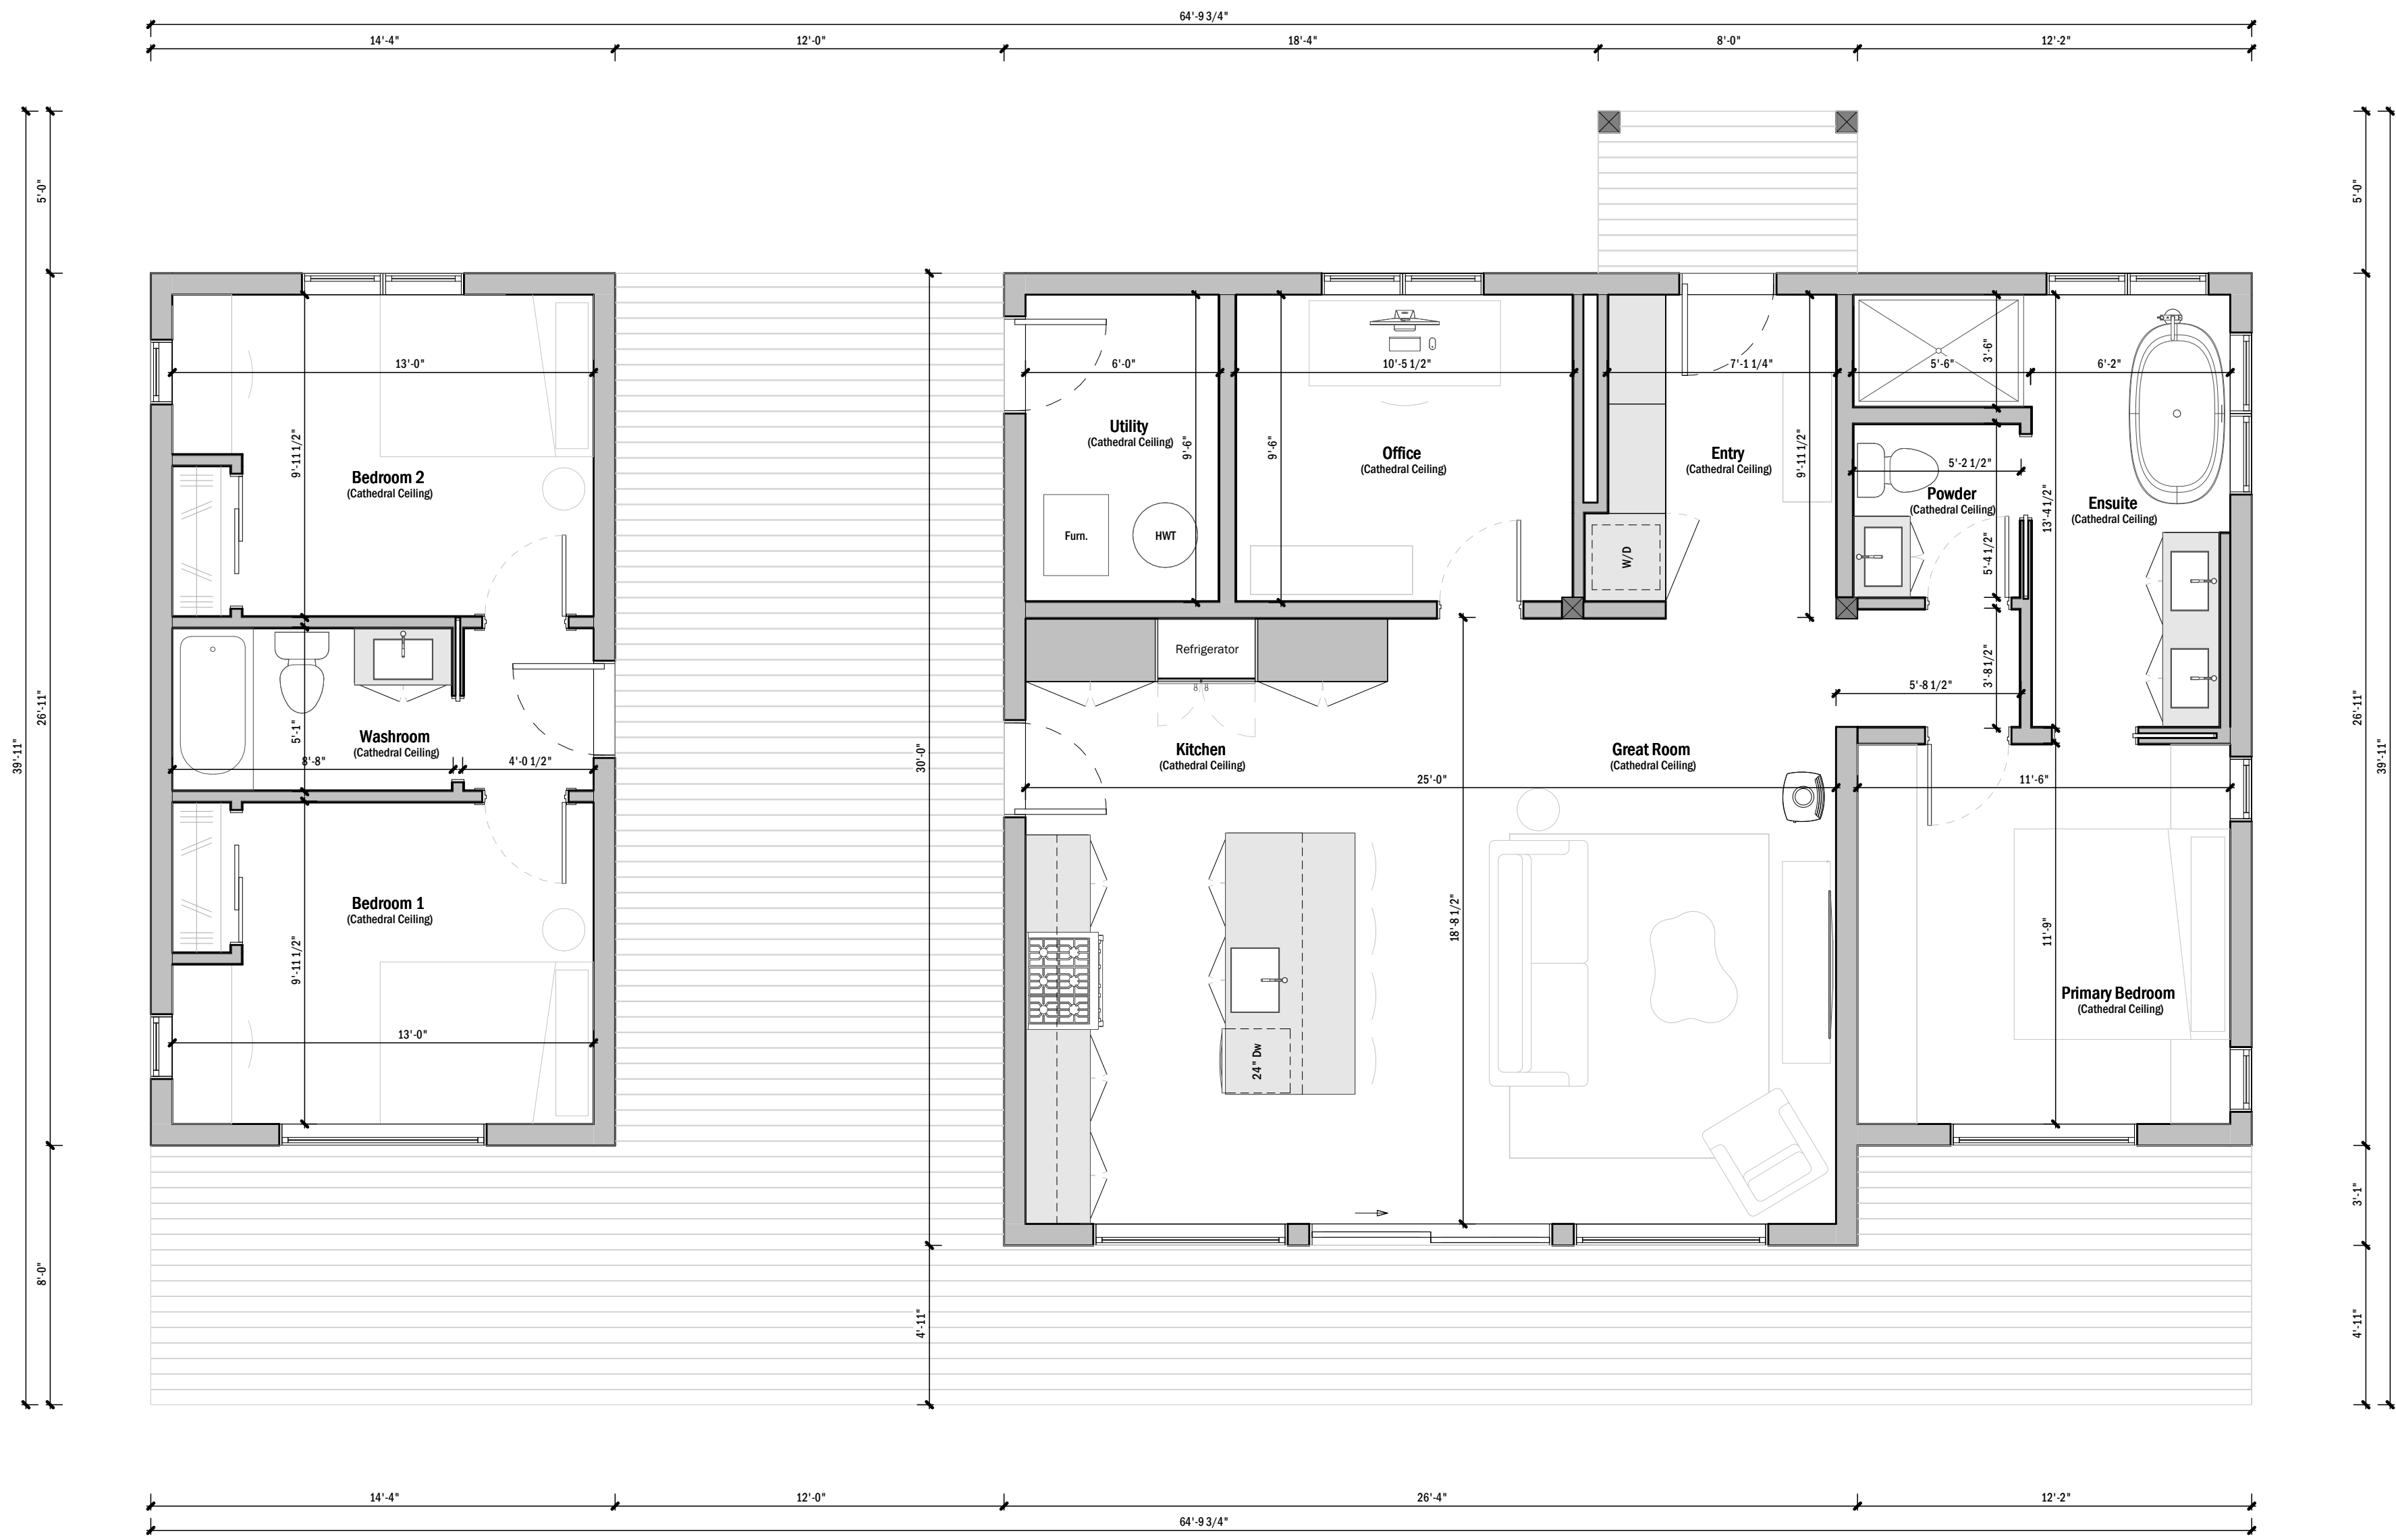 64'-9 3/4"
14'-4"
12'-0"
18'-4"
8'-0"
12'-2"
5'-0"
5'-0"
13'-0"
6'-0"
10'-5 1/2"
7'-1 1/4"
5'-6"
3'-6"
6'-2"
9'-11 1/2"
Bedroom 2
(Cathedral Ceiling)
Utility
(Cathedral Ceiling)
9'-6"
9'-6"
Office
(Cathedral Ceiling)
Entry
(Cathedral Ceiling)
9'-11 1/2"
5'-2 1/2"
Powder
(Cathedral Ceiling)
13'-4 1/2"
Ensuite
(Cathedral Ceiling)
Furn.
HWT
W/D
5'-4 1/2"
39'-11"
26'-11"
5'-1"
Washroom
(Cathedral Ceiling)
8'-8"
4'-0 1/2"
30'-0"
Refrigerator
Kitchen
(Cathedral Ceiling)
Great Room
(Cathedral Ceiling)
25'-0"
3'-8 1/2"
5'-8 1/2"
11'-6"
26'-11"
39'-11"
Bedroom 1
(Cathedral Ceiling)
9'-11 1/2"
13'-0"
18'-8 1/2"
24" Dw
11'-9"
Primary Bedroom
(Cathedral Ceiling)
8'-0"
4'-11"
3'-1"
4'-11"
14'-4"
12'-0"
26'-4"
12'-2"
64'-9 3/4"